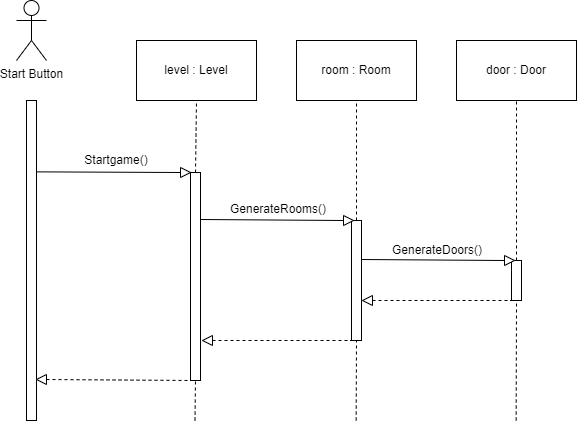 Start Button
level : Level
room : Room
door : Door
Startgame()
GenerateRooms()
GenerateDoors()